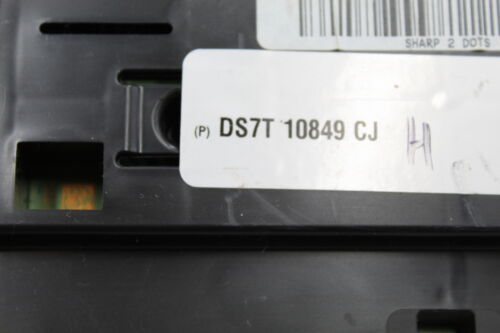 SHARP 2 DOTS
(P) DS7T 10849 CJ H